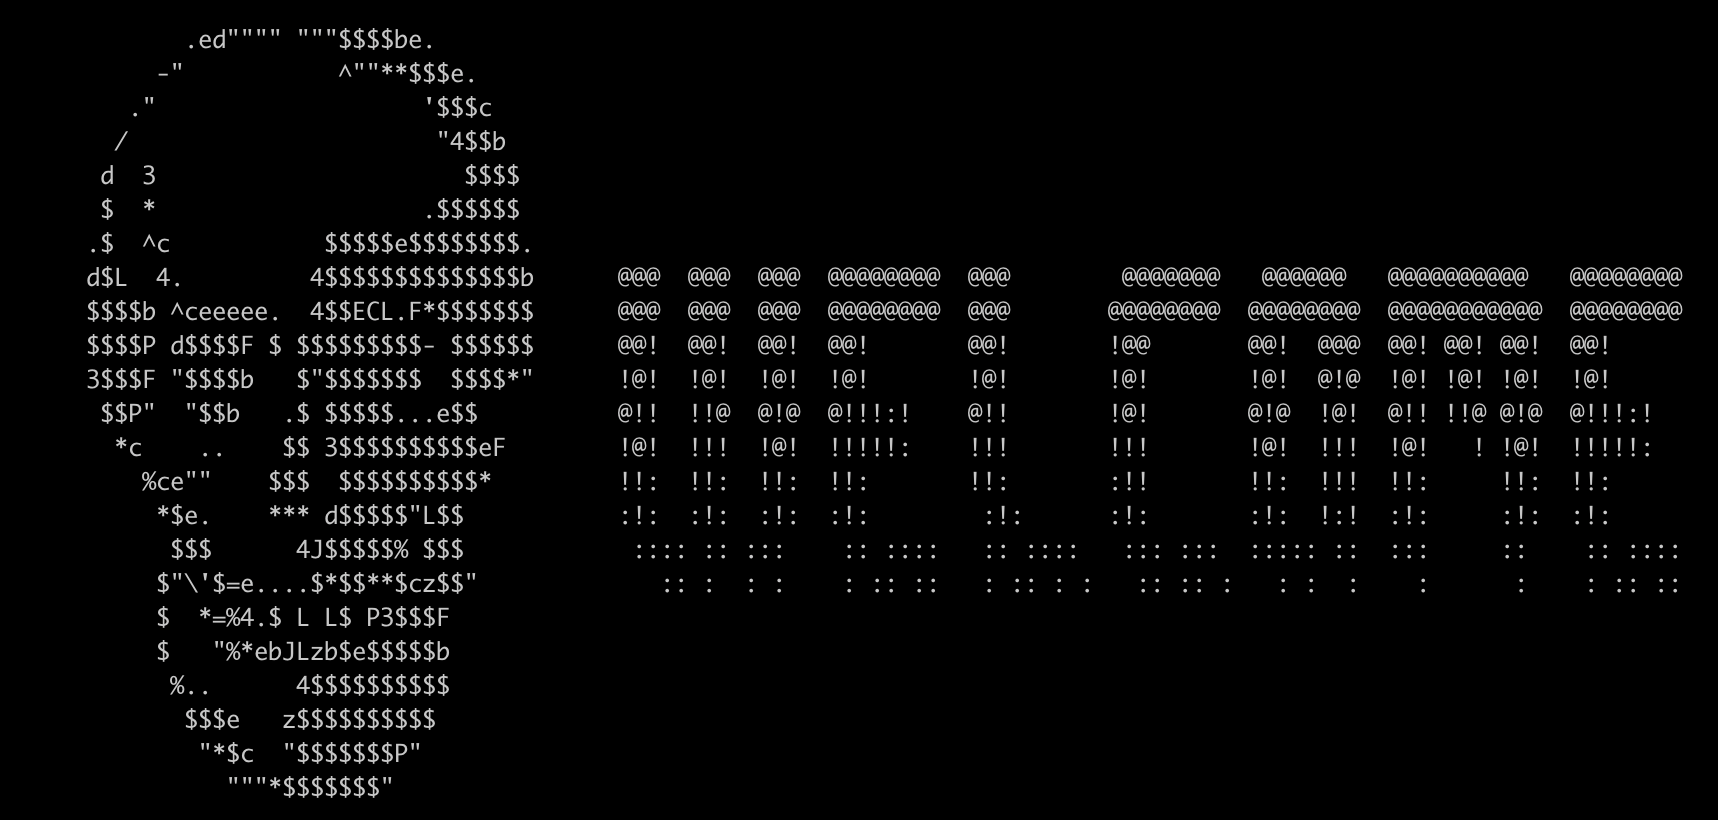 .ed"""" """$$$$be.
           -"           ^""**$$$e.
         ."                   '$$$c
        /                      "4$$b
       d  3                      $$$$
       $  *                   .$$$$$$
      .$  ^c           $$$$$e$$$$$$$$.
      d$L  4.         4$$$$$$$$$$$$$$b      @@@  @@@  @@@  @@@@@@@@  @@@        @@@@@@@   @@@@@@   @@@@@@@@@@   @@@@@@@@
      $$$$b ^ceeeee.  4$$ECL.F*$$$$$$$      @@@  @@@  @@@  @@@@@@@@  @@@       @@@@@@@@  @@@@@@@@  @@@@@@@@@@@  @@@@@@@@
      $$$$P d$$$$F $ $$$$$$$$$- $$$$$$      @@!  @@!  @@!  @@!       @@!       !@@       @@!  @@@  @@! @@! @@!  @@!
      3$$$F "$$$$b   $"$$$$$$$  $$$$*"      !@!  !@!  !@!  !@!       !@!       !@!       !@!  @!@  !@! !@! !@!  !@!
       $$P"  "$$b   .$ $$$$$...e$$          @!!  !!@  @!@  @!!!:!    @!!       !@!       @!@  !@!  @!! !!@ @!@  @!!!:!
        *c    ..    $$ 3$$$$$$$$$$eF        !@!  !!!  !@!  !!!!!:    !!!       !!!       !@!  !!!  !@!   ! !@!  !!!!!:
          %ce""    $$$  $$$$$$$$$$*         !!:  !!:  !!:  !!:       !!:       :!!       !!:  !!!  !!:     !!:  !!:
           *$e.    *** d$$$$$"L$$           :!:  :!:  :!:  :!:        :!:      :!:       :!:  !:!  :!:     :!:  :!:
            $$$      4J$$$$$% $$$            :::: :: :::    :: ::::   :: ::::   ::: :::  ::::: ::  :::     ::    :: ::::
           $"\'$=e....$*$$**$cz$$"             :: :  : :    : :: ::   : :: : :   :: :: :   : :  :    :      :    : :: ::
           $  *=%4.$ L L$ P3$$$F
           $   "%*ebJLzb$e$$$$$b
            %..      4$$$$$$$$$$
             $$$e   z$$$$$$$$$$
              "*$c  "$$$$$$$P"
                """*$$$$$$$"